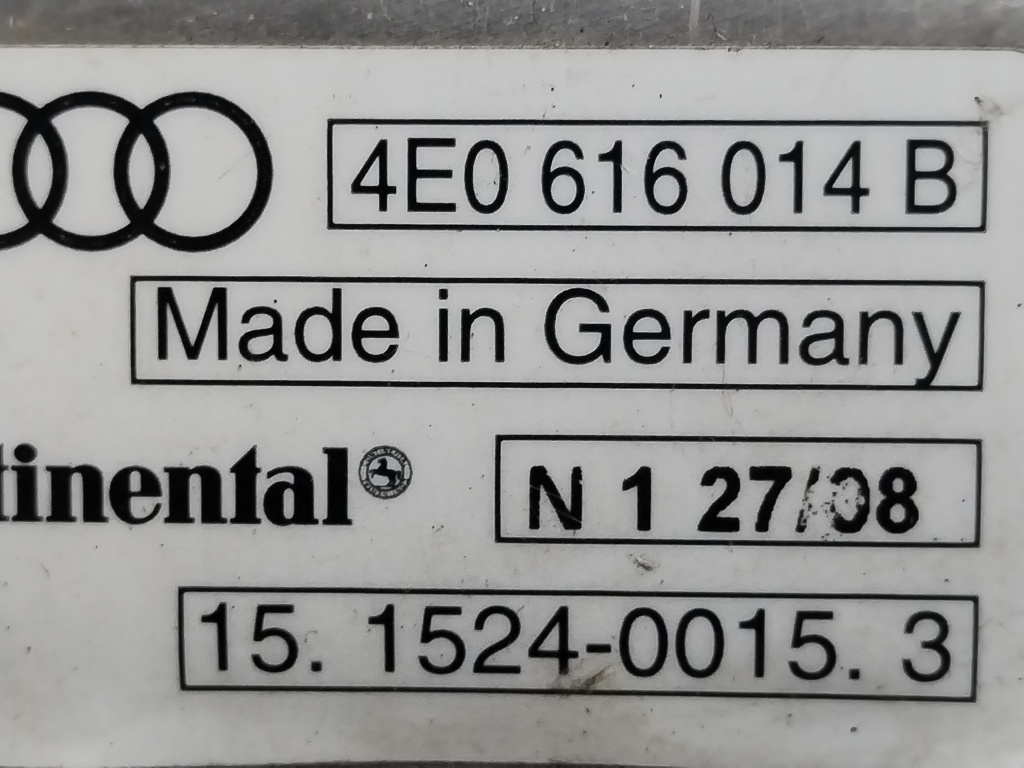 4E0 616 014 B
Made in Germany
tinental
N 1 27/08
15. 1524-0015. 3